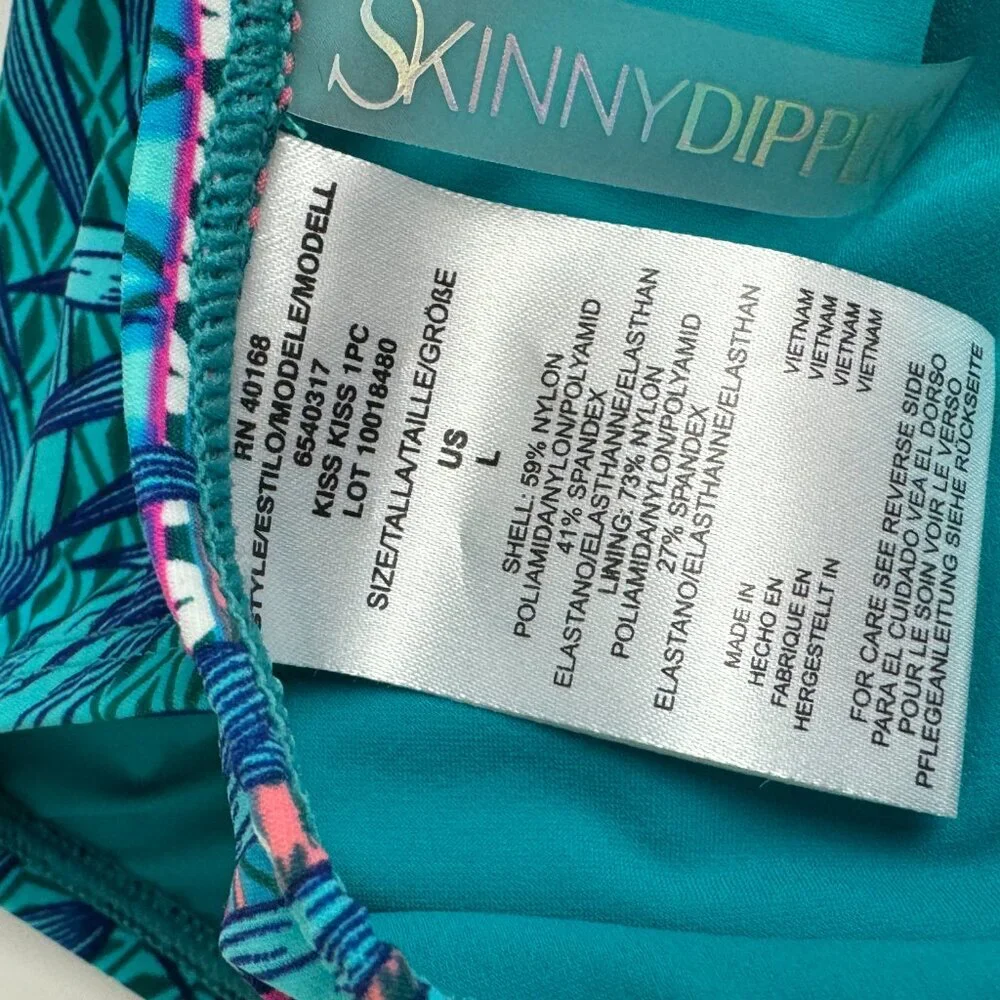 SKINNYDIPPE
RN 40168
STYLE/ESTILO/MODELE/MODELL
6540317
KISS KISS 1PC
LOT 10018480
SIZE/TALLA/TAILLE/GRÖßE
US
L
SHELL: 59% NYLON
POLIAMIDA/NYLON/POLYAMID
41% SPANDEX
ELASTANO/ELASTHANNE/ELASTHAN
LINING: 73% NYLON
POLIAMIDA/NYLON/POLYAMID
27% SPANDEX
ELASTANO/ELASTHANNE/ELASTHAN
MADE IN VIETNAM
HECHO EN VIETNAM
FABRIQUE EN VIETNAM
HERGESTELLT IN VIETNAM
FOR CARE SEE REVERSE SIDE
PARA EL CUIDADO VEA EL DORSO
POUR LE SOIN VOIR LE VERSO
PFLEGEANLEITUNG SIEHE RÜCKSEITE